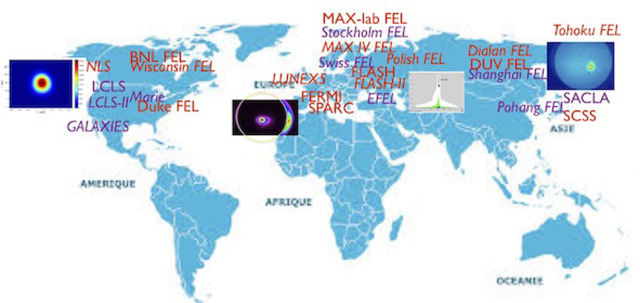 MAX-lab FEL
Stockholm FEL
MAX IV FEL
Swiss FEL
Polish FEL
FLASH
FLASH-II
EUROPE
LUNEX5
FERMI
SPARC
EFEL
BNL FEL
NLS
Wisconsin FEL
LCLS
LCLS-II
Marie
Duke FEL
GALAXIES
Tohoku FEL
Dialan FEL
DUV FEL
Shanghai FEL
SACLA
Pohang FEL
SCSS
ASIE
AMERIQUE
AFRIQUE
OCEANIE